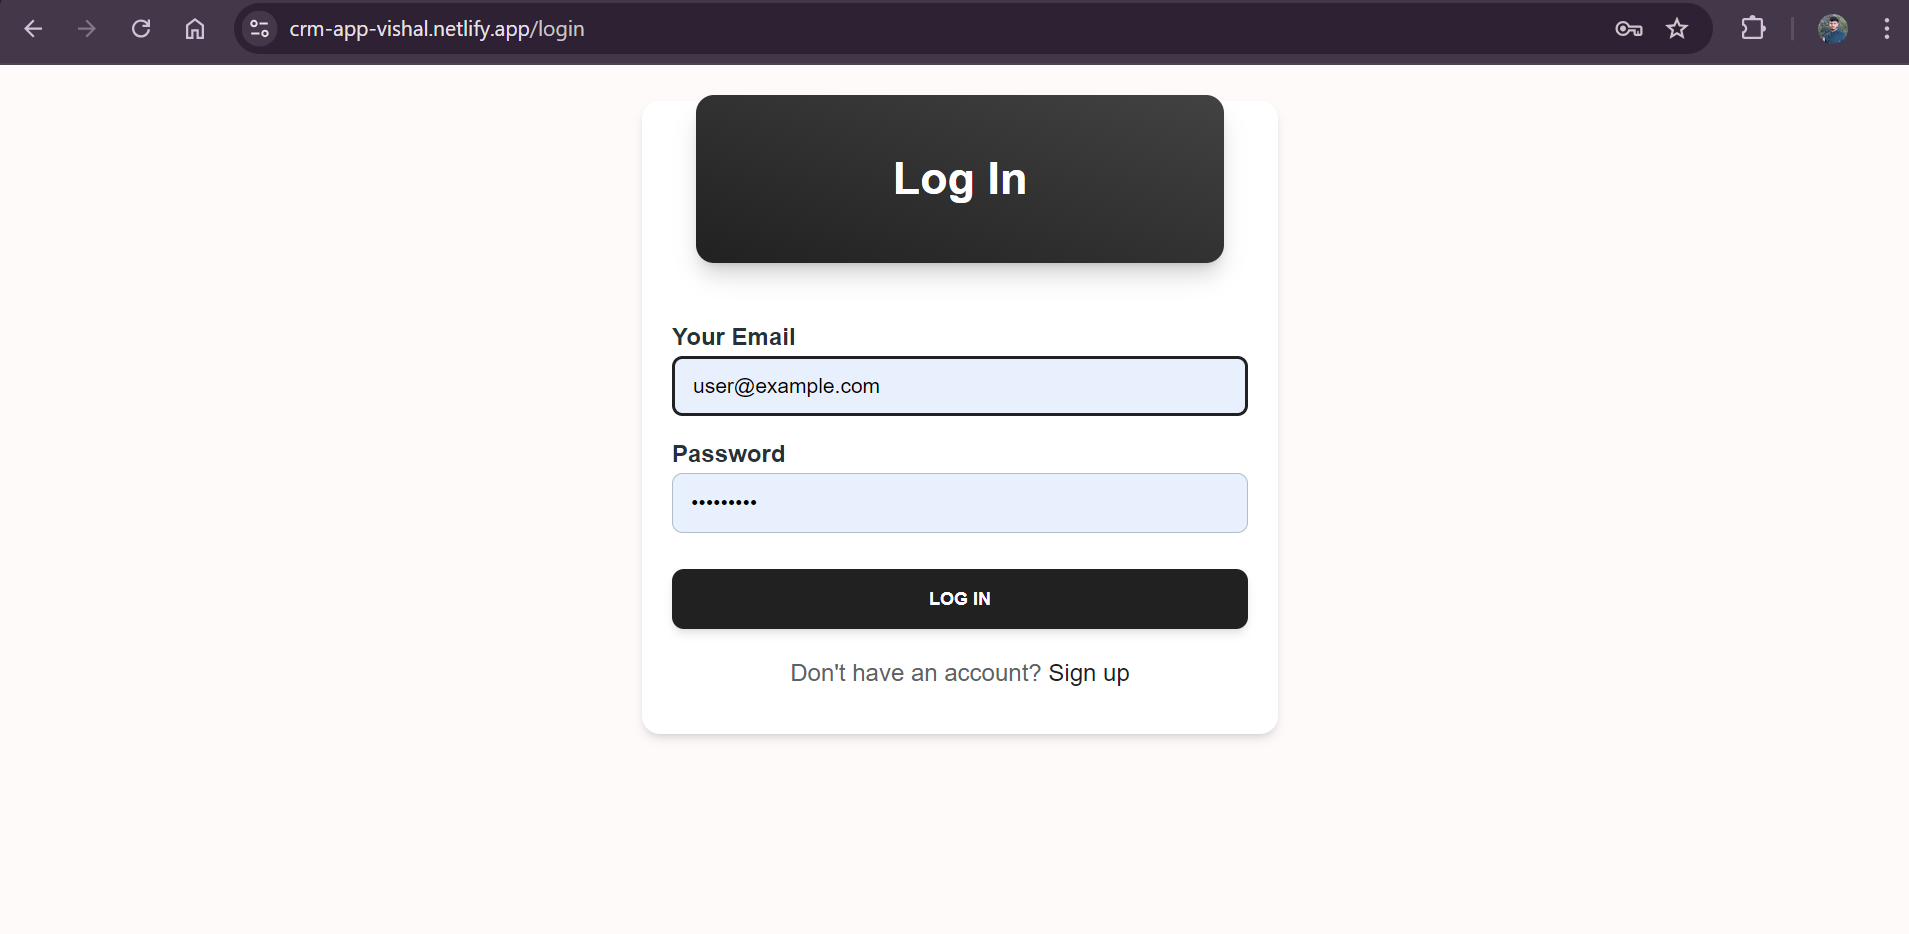 crm-app-vishal.netlify.app/login
Log In
Your Email
user@example.com
Password
•••••••••
LOG IN
Don't have an account? Sign up